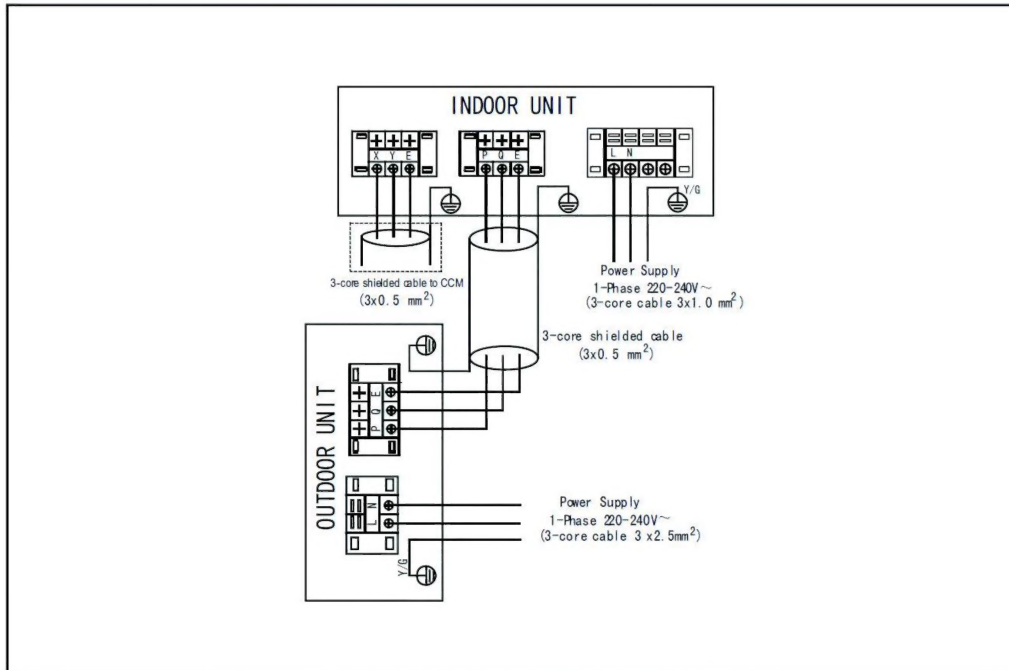 INDOOR UNIT
X Y E
P Q E
L N
Y/G
3-core shielded cable to CCM
(3x0.5 mm²)
Power Supply
1-Phase 220-240V~
(3-core cable 3x1.0 mm²)
3-core shielded cable
(3x0.5 mm²)
OUTDOOR UNIT
P Q E
L N
Y/G
Power Supply
1-Phase 220-240V~
(3-core cable 3 x2.5mm²)